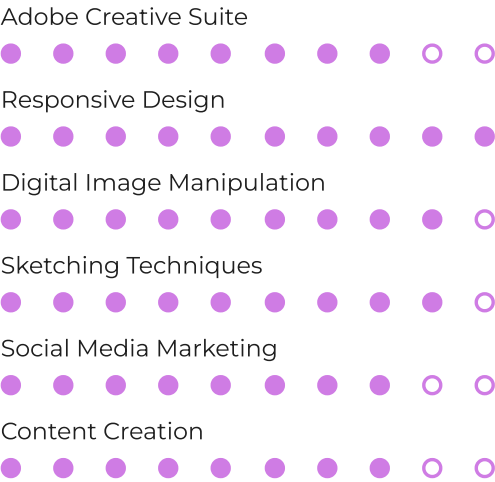 Adobe Creative Suite
Responsive Design
Digital Image Manipulation
Sketching Techniques
Social Media Marketing
Content Creation